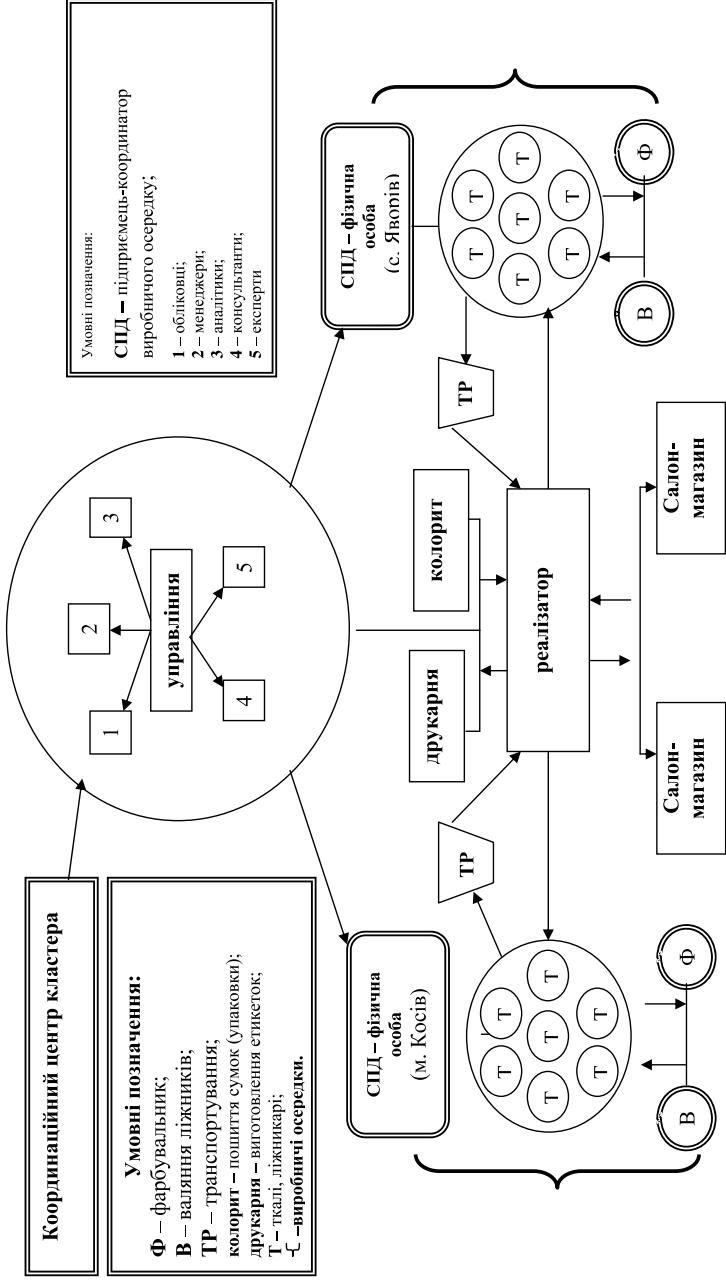 Координаційний центр кластера
Умовні позначення:
Ф – фарбувальник;
В – валяння ліжників;
ТР – транспортування;
колорит – пошиття сумок (упаковки);
друкарня – виготовлення етикеток;
Т – ткалі, ліжникарі;
–виробничі осередки.
1
2
3
управління
4
5
Умовні позначення:
СПД – підприємець-координатор
виробничого осередку;
1 – обліковці;
2 – менеджери;
3 – аналітики;
4 – консультанти;
5 – експерти
СПД – фізична
особа
(м. Косів)
друкарня
колорит
СПД – фізична
особа
(с. Яворів)
ТР
ТР
реалізатор
Т
Т
Т
Т
Т
Т
Т
Т
Т
Т
Т
Т
Т
Т
В
Ф
Салон-
магазин
Салон-
магазин
В
Ф